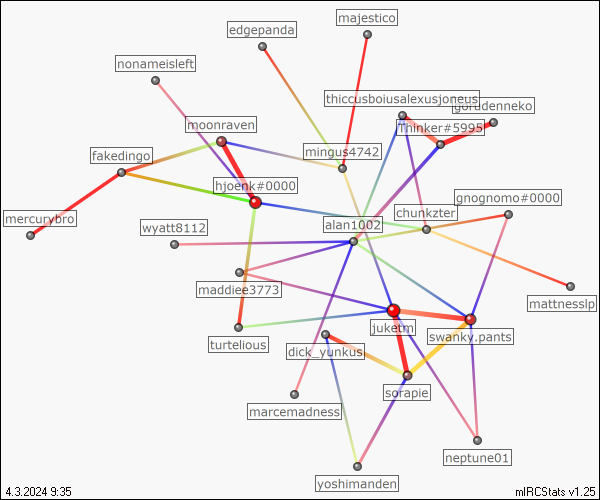 majestico
edgepanda
nonameisleft
thiccusboiusalexusjoneus
gorudenneko
moonraven
Thinker#5995
mingus4742
fakedingo
hjoenk#0000
gnognomo#0000
mercurybro
wyatt8112
alan1002
chunkzter
maddiee3773
mattnesslp
juketm
swanky.pants
turtelious
dick_yunkus
sorapie
marcemadness
neptune01
yoshimanden
4.3.2024 9:35
mIRCStats v1.25